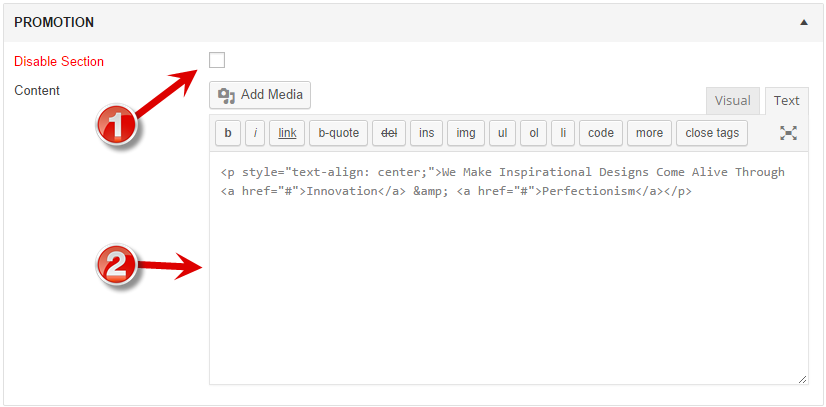 PROMOTION
Disable Section
1
Content
Add Media
Visual Text
b i link b-quote del ins img ul ol li code more close tags
<p style="text-align: center;">We Make Inspirational Designs Come Alive Through
<a href="#">Innovation</a> &amp; <a href="#">Perfectionism</a></p>
2